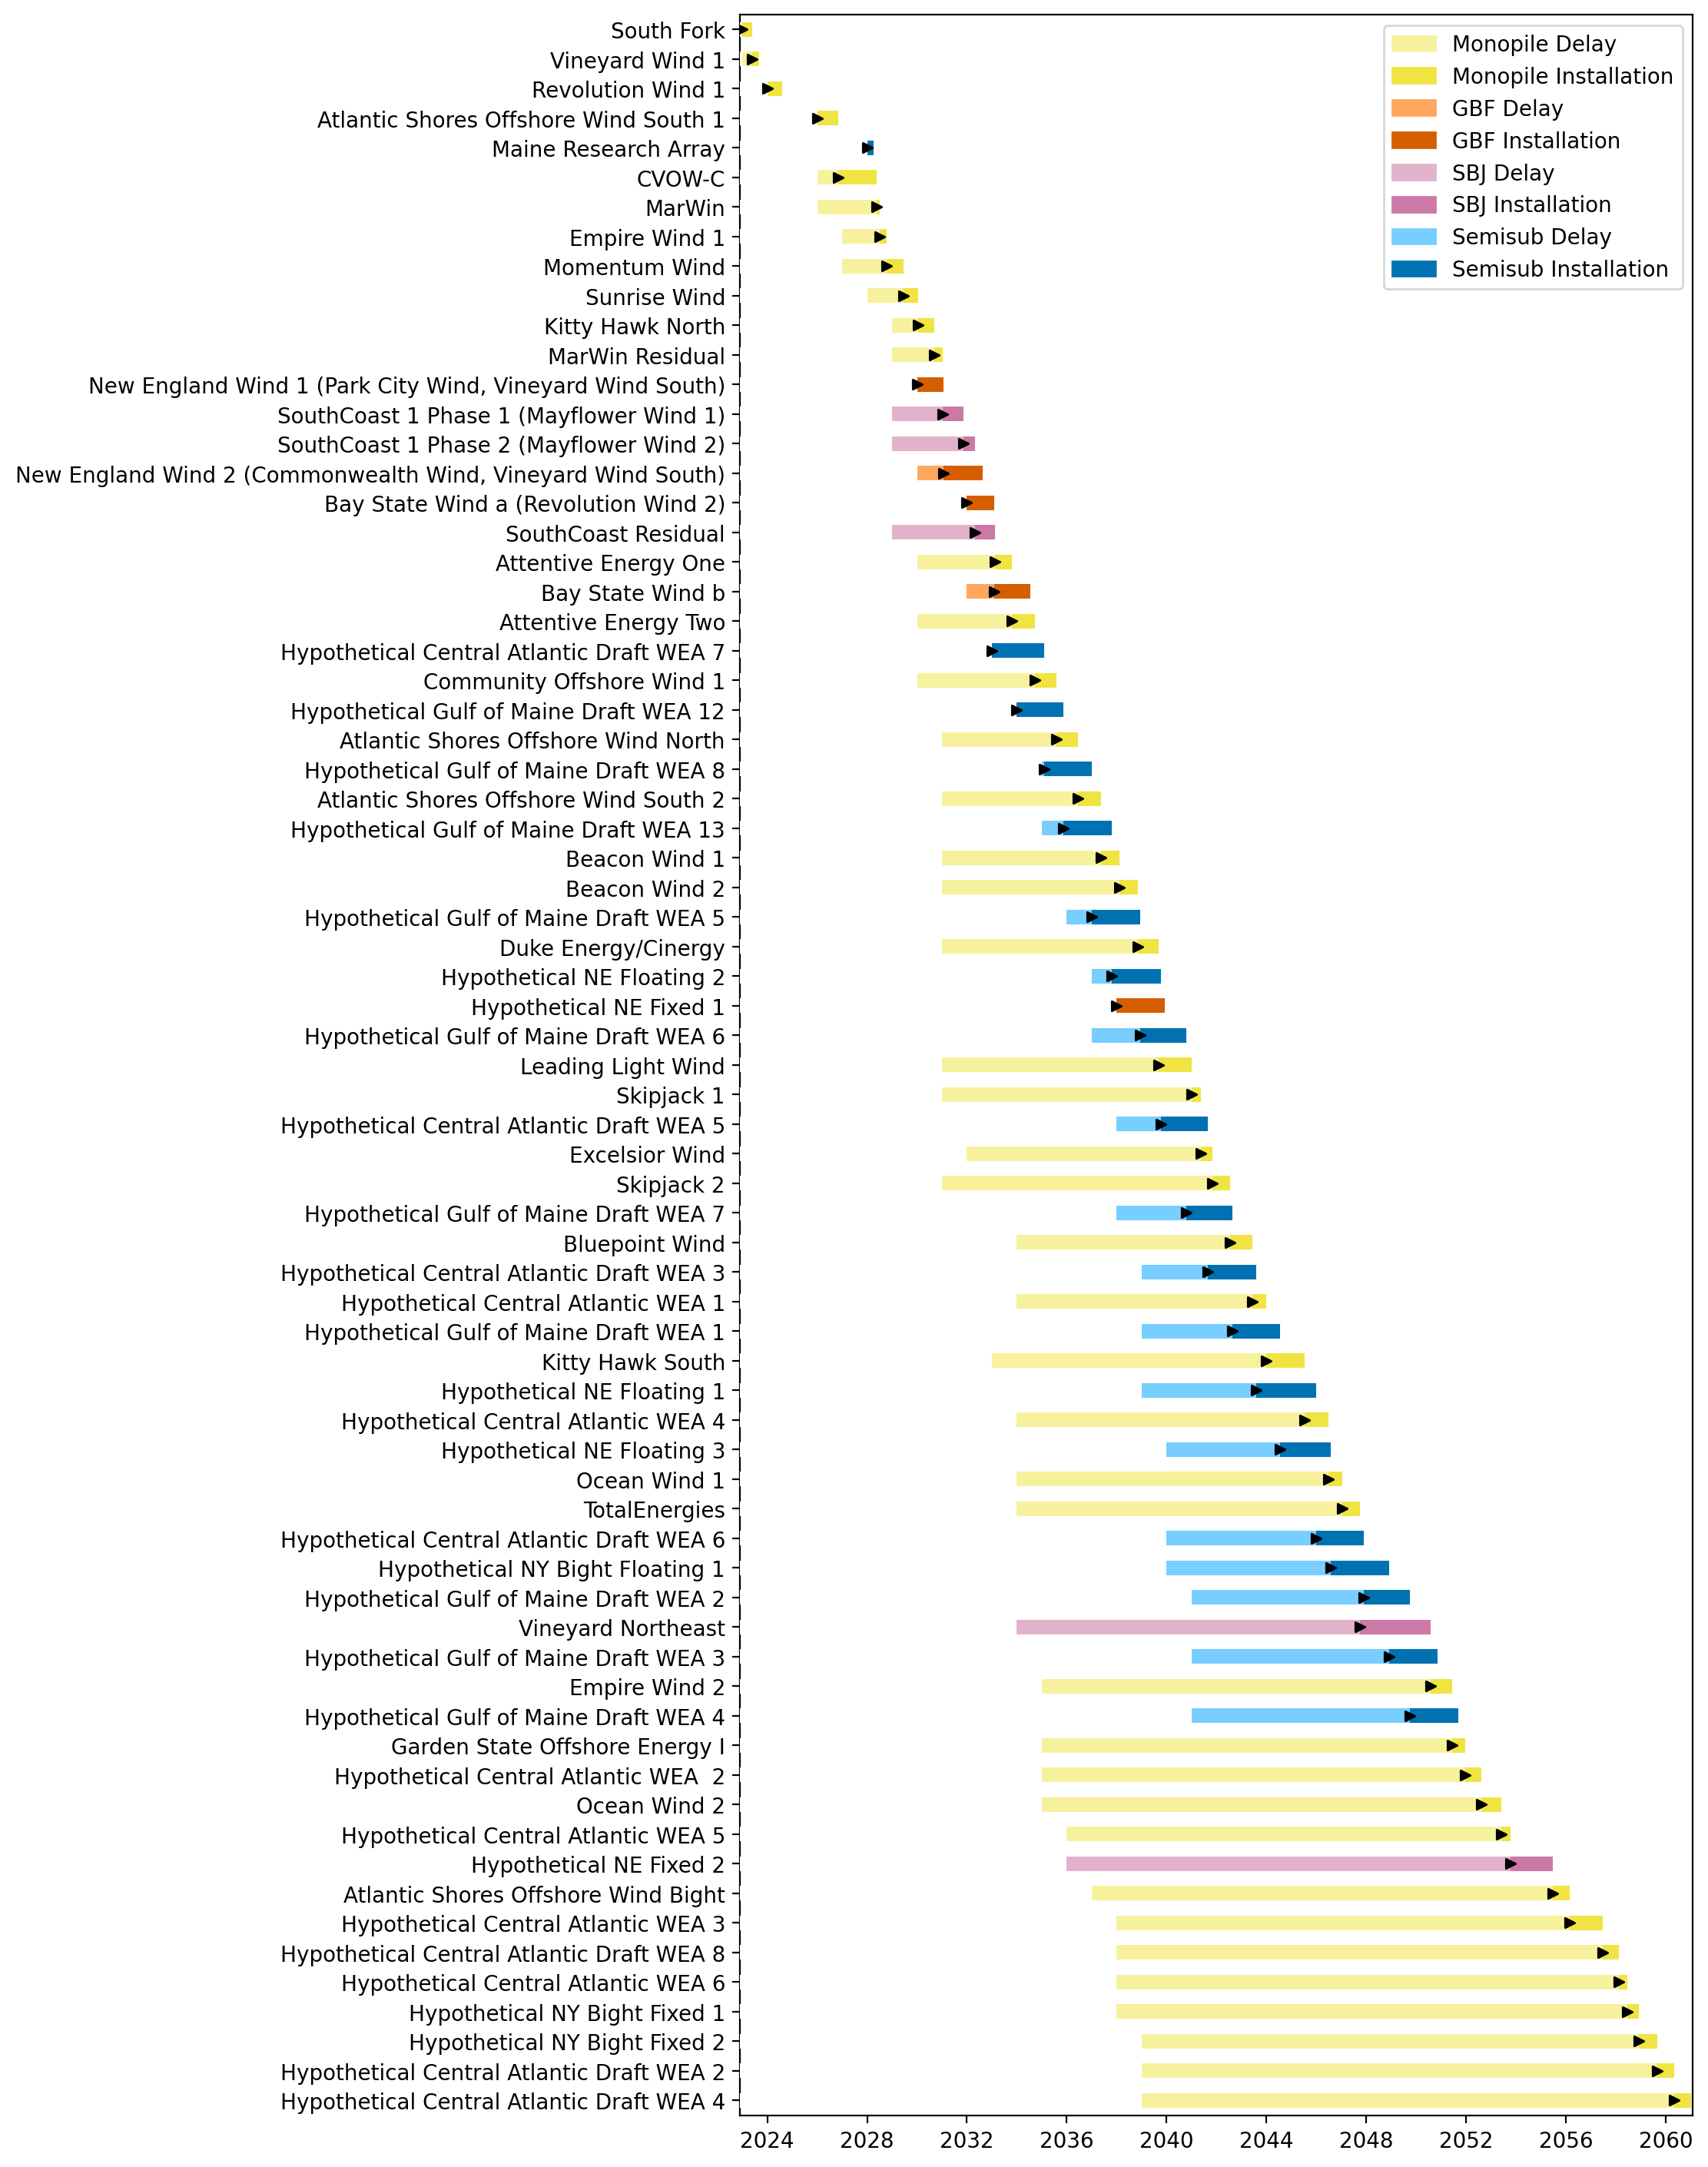 South Fork
Vineyard Wind 1
Revolution Wind 1
Atlantic Shores Offshore Wind South 1
Maine Research Array
CVOW-C
MarWin
Empire Wind 1
Momentum Wind
Sunrise Wind
Kitty Hawk North
MarWin Residual
New England Wind 1 (Park City Wind, Vineyard Wind South)
SouthCoast 1 Phase 1 (Mayflower Wind 1)
SouthCoast 1 Phase 2 (Mayflower Wind 2)
New England Wind 2 (Commonwealth Wind, Vineyard Wind South)
Bay State Wind a (Revolution Wind 2)
SouthCoast Residual
Attentive Energy One
Bay State Wind b
Attentive Energy Two
Hypothetical Central Atlantic Draft WEA 7
Community Offshore Wind 1
Hypothetical Gulf of Maine Draft WEA 12
Atlantic Shores Offshore Wind North
Hypothetical Gulf of Maine Draft WEA 8
Atlantic Shores Offshore Wind South 2
Hypothetical Gulf of Maine Draft WEA 13
Beacon Wind 1
Beacon Wind 2
Hypothetical Gulf of Maine Draft WEA 5
Duke Energy/Cinergy
Hypothetical NE Floating 2
Hypothetical NE Fixed 1
Hypothetical Gulf of Maine Draft WEA 6
Leading Light Wind
Skipjack 1
Hypothetical Central Atlantic Draft WEA 5
Excelsior Wind
Skipjack 2
Hypothetical Gulf of Maine Draft WEA 7
Bluepoint Wind
Hypothetical Central Atlantic Draft WEA 3
Hypothetical Central Atlantic WEA 1
Hypothetical Gulf of Maine Draft WEA 1
Kitty Hawk South
Hypothetical NE Floating 1
Hypothetical Central Atlantic WEA 4
Hypothetical NE Floating 3
Ocean Wind 1
TotalEnergies
Hypothetical Central Atlantic Draft WEA 6
Hypothetical NY Bight Floating 1
Hypothetical Gulf of Maine Draft WEA 2
Vineyard Northeast
Hypothetical Gulf of Maine Draft WEA 3
Empire Wind 2
Hypothetical Gulf of Maine Draft WEA 4
Garden State Offshore Energy I
Hypothetical Central Atlantic WEA  2
Ocean Wind 2
Hypothetical Central Atlantic WEA 5
Hypothetical NE Fixed 2
Atlantic Shores Offshore Wind Bight
Hypothetical Central Atlantic WEA 3
Hypothetical Central Atlantic Draft WEA 8
Hypothetical Central Atlantic WEA 6
Hypothetical NY Bight Fixed 1
Hypothetical NY Bight Fixed 2
Hypothetical Central Atlantic Draft WEA 2
Hypothetical Central Atlantic Draft WEA 4
2024 2028 2032 2036 2040 2044 2048 2052 2056 2060
Monopile Delay
Monopile Installation
GBF Delay
GBF Installation
SBJ Delay
SBJ Installation
Semisub Delay
Semisub Installation